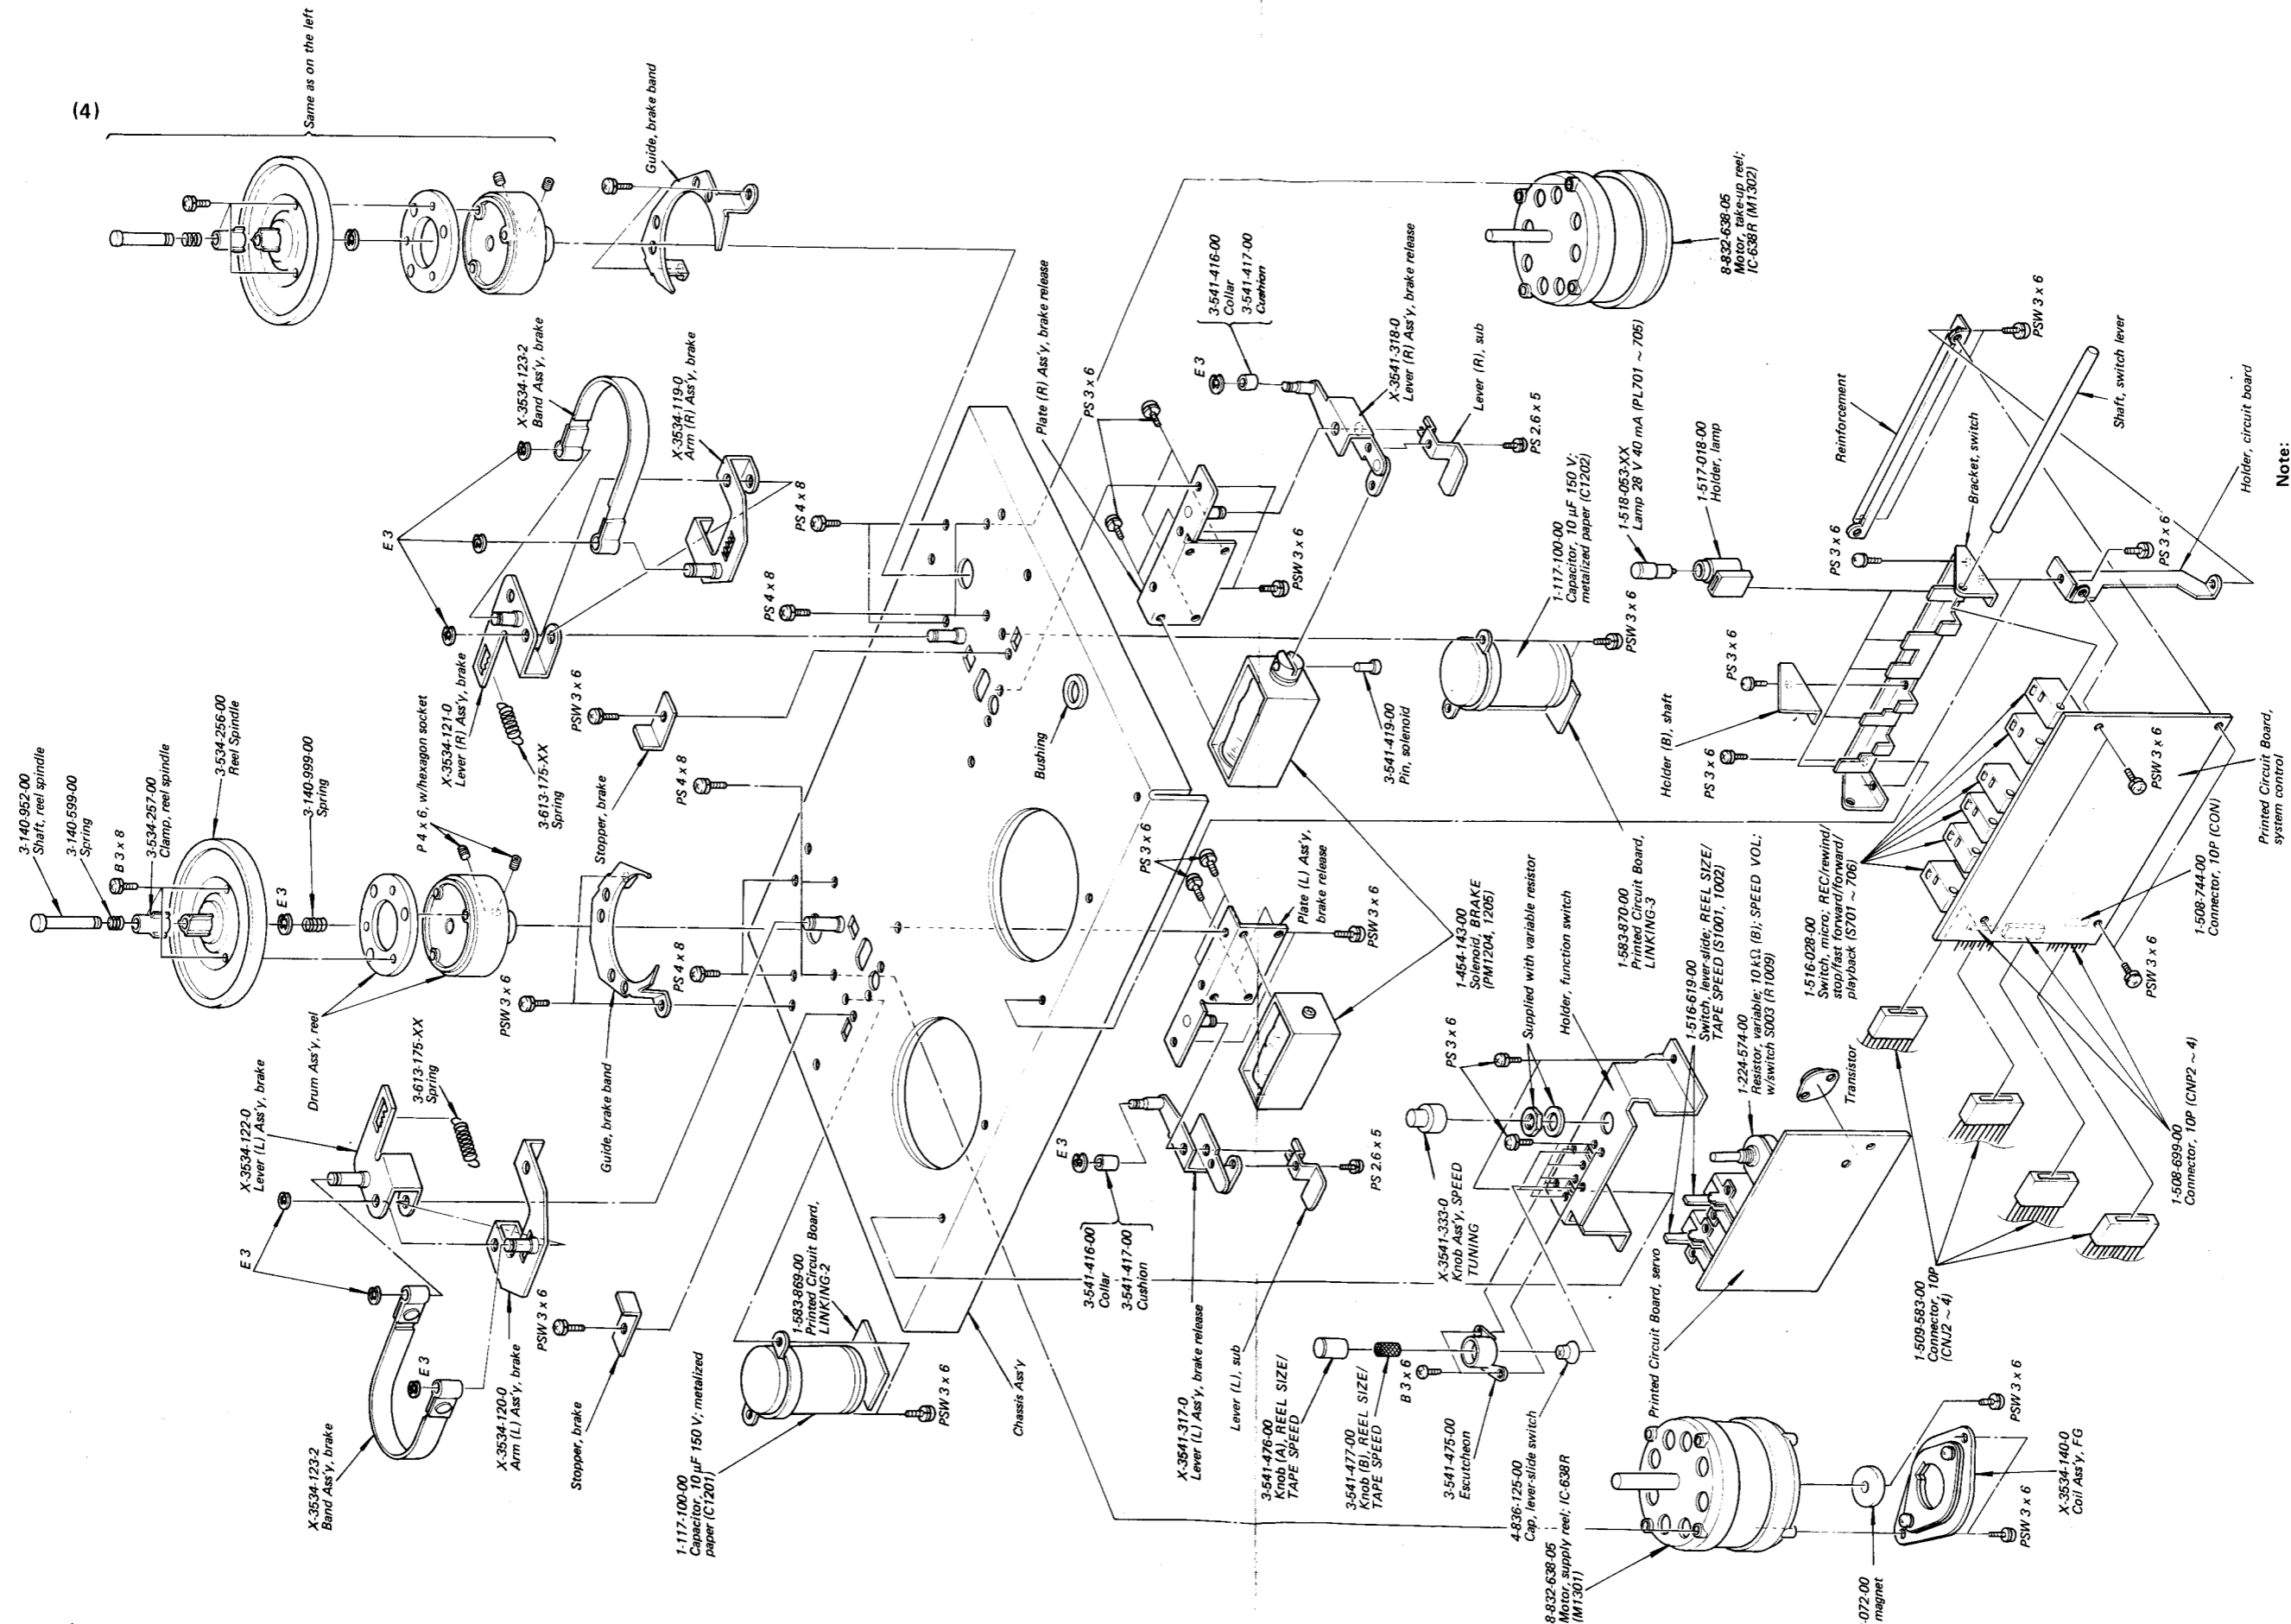 (4)
Same as on the left
3-140-952-00
Shaft, reel spindle
3-140-599-00
Spring
B 3 x 8
3-534-257-00
Clamp, reel spindle
3-534-256-00
Reel Spindle
E 3
3-140-999-00
Spring
Drum Ass'y, reel
P 4 x 6, w/hexagon socket
Guide, brake band
X-3534-123-2
Band Ass'y, brake
E 3
X-3534-119-0
Arm (R) Ass'y, brake
X-3534-121-0
Lever (R) Ass'y, brake
3-613-175-XX
Spring
PSW 3 x 6
Stopper, brake
PS 4 x 8
PS 4 x 8
PS 4 x 8
PS 4 x 8
PSW 3 x 6
Guide, brake band
X-3534-122-0
Lever (L) Ass'y, brake
3-613-175-XX
Spring
E 3
E 3
X-3534-123-2
Band Ass'y, brake
X-3534-120-0
Arm (L) Ass'y, brake
PSW 3 x 6
Stopper, brake
1-117-100-00
Capacitor, 10 μF 150 V; metalized
paper (C1201)
1-583-869-00
Printed Circuit Board,
LINKING-2
PSW 3 x 6
Chassis Ass'y
Bushing
Plate (R) Ass'y, brake release
PS 3 x 6
PSW 3 x 6
E 3
3-541-416-00
Collar
3-541-417-00
Cushion
X-3541-318-0
Lever (R) Ass'y, brake release
Lever (R), sub
PS 2.6 x 5
8-832-638-05
Motor, take-up reel;
IC-638R (M1302)
3-541-419-00
Pin, solenoid
1-117-100-00
Capacitor, 10 μF 150 V;
metalized paper (C1202)
PSW 3 x 6
1-583-870-00
Printed Circuit Board,
LINKING-3
PS 3 x 6
Plate (L) Ass'y,
brake release
PSW 3 x 6
1-454-143-00
Solenoid, BRAKE
(PM1204, 1205)
E 3
3-541-416-00
Collar
3-541-417-00
Cushion
X-3541-317-0
Lever (L) Ass'y, brake release
Lever (L), sub
PS 2.6 x 5
PS 3 x 6
Supplied with variable resistor
Holder, function switch
X-3541-333-0
Knob Ass'y, SPEED
TUNING
3-541-476-00
Knob (A), REEL SIZE/
TAPE SPEED
3-541-477-00
Knob (B), REEL SIZE/
TAPE SPEED
B 3 x 6
3-541-475-00
Escutcheon
4-836-125-00
Cap, lever-slide switch
8-832-638-05
Motor, supply reel; IC-638R
(M1301)
-072-00
magnet
PSW 3 x 6
PSW 3 x 6
X-3534-140-0
Coil Ass'y, FG
Printed Circuit Board, servo
1-516-619-00
Switch, lever-slide; REEL SIZE/
TAPE SPEED (S1001, 1002)
1-224-574-00
Resistor, variable; 10 kΩ (B); SPEED VOL;
w/switch S003 (R1009)
Transistor
1-509-583-00
Connector, 10P
(CNJ2 ~ 4)
1-508-699-00
Connector, 10P (CNP2 ~ 4)
1-508-744-00
Connector, 10P (CON)
1-516-028-00
Switch, micro; REC/rewind/
stop/fast forward/forward/
playback (S701 ~ 706)
PSW 3 x 6
PSW 3 x 6
Printed Circuit Board,
system control
1-518-053-XX
Lamp 28 V 40 mA (PL701 ~ 705)
1-517-018-00
Holder, lamp
PS 3 x 6
PS 3 x 6
PS 3 x 6
Holder (B), shaft
Reinforcement
PSW 3 x 6
Bracket, switch
Shaft, switch lever
PS 3 x 6
Holder, circuit board
Note: